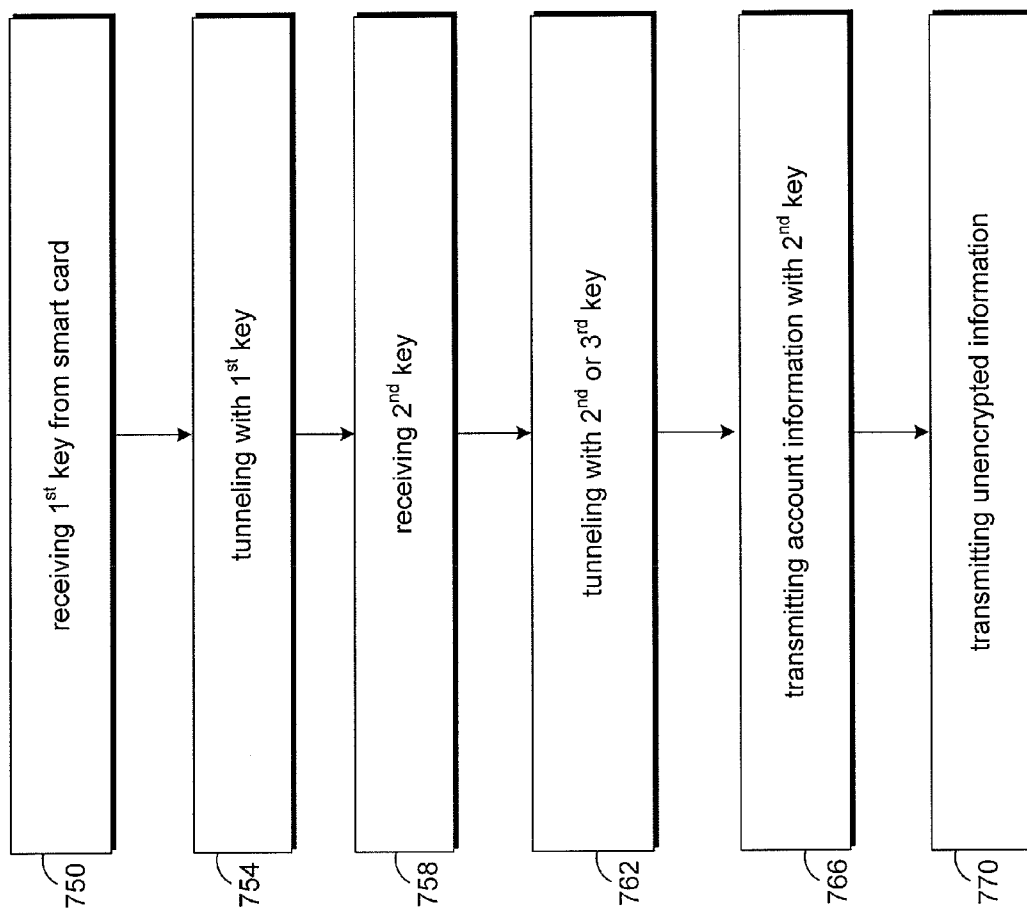 receiving 1st key from smart card
750
tunneling with 1st key
754
receiving 2nd key
758
tunneling with 2nd or 3rd key
762
transmitting account information with 2nd key
766
transmitting unencrypted information
770